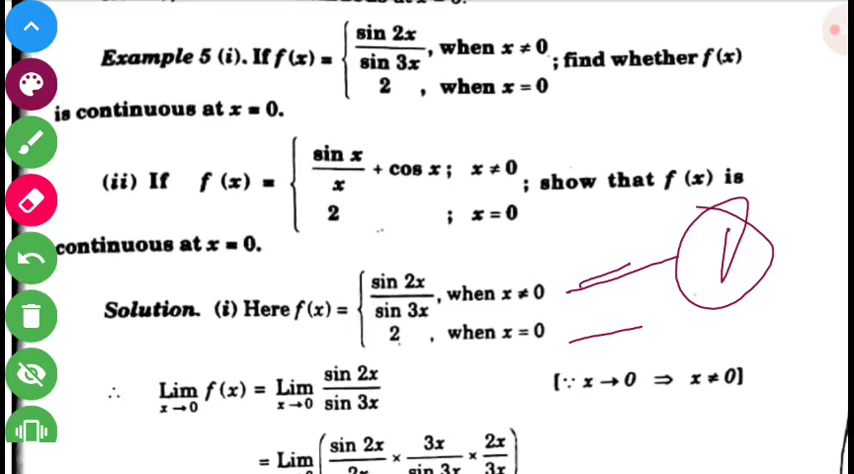 Example 5 (i). If f(x) = { sin 2x / sin 3x , when x ≠ 0
2 , when x = 0 ; find whether f(x)
is continuous at x = 0.
(ii) If f (x) = { sin x / x + cos x ; x ≠ 0
2 ; x = 0 ; show that f (x) is
continuous at x = 0.
Solution. (i) Here f(x) = { sin 2x / sin 3x , when x ≠ 0
2 , when x = 0
∴ Lim x→0 f(x) = Lim x→0 sin 2x / sin 3x [∵ x → 0 ⇒ x ≠ 0]
= Lim ( sin 2x / 2x × 3x / sin 3x × 2x / 3x )